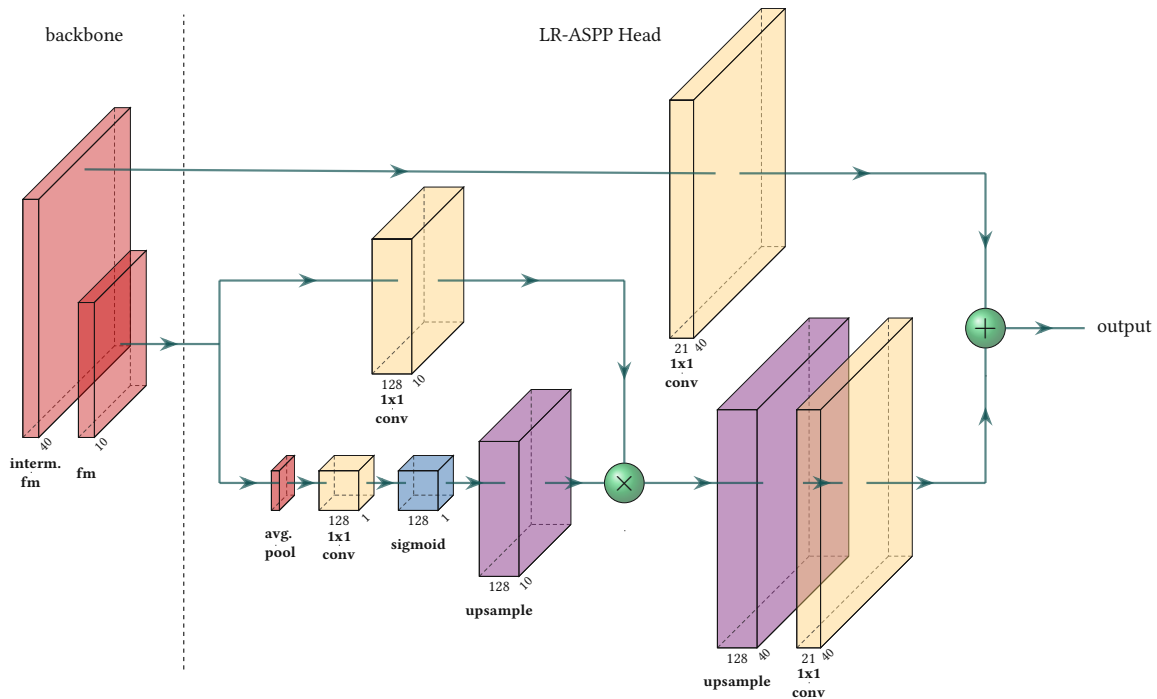 backbone
LR-ASPP Head
40
interm.
fm
10
fm
128
10
1x1
conv
21
40
1x1
conv
output
avg.
pool
128
1
1x1
conv
128
1
sigmoid
128
10
upsample
128
40
upsample
21
40
1x1
conv